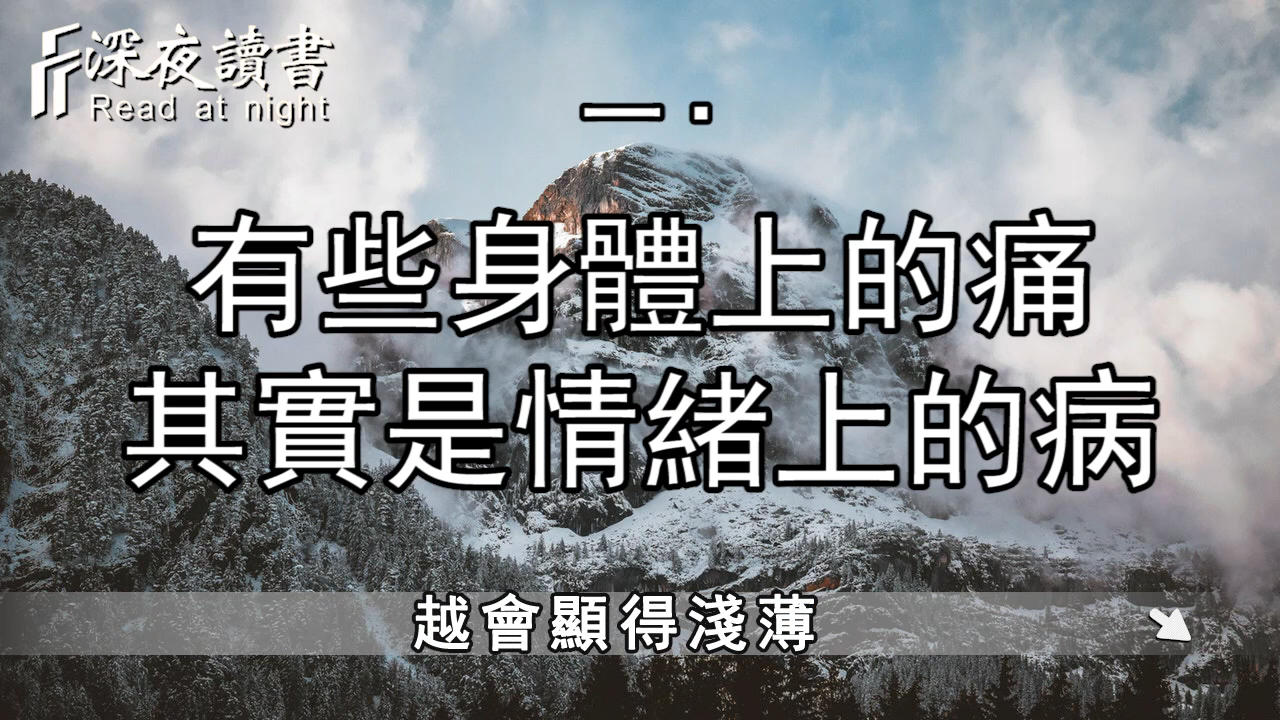 深夜讀書
Read at night
一.
有些身體上的痛
其實是情緒上的病
越會顯得淺薄